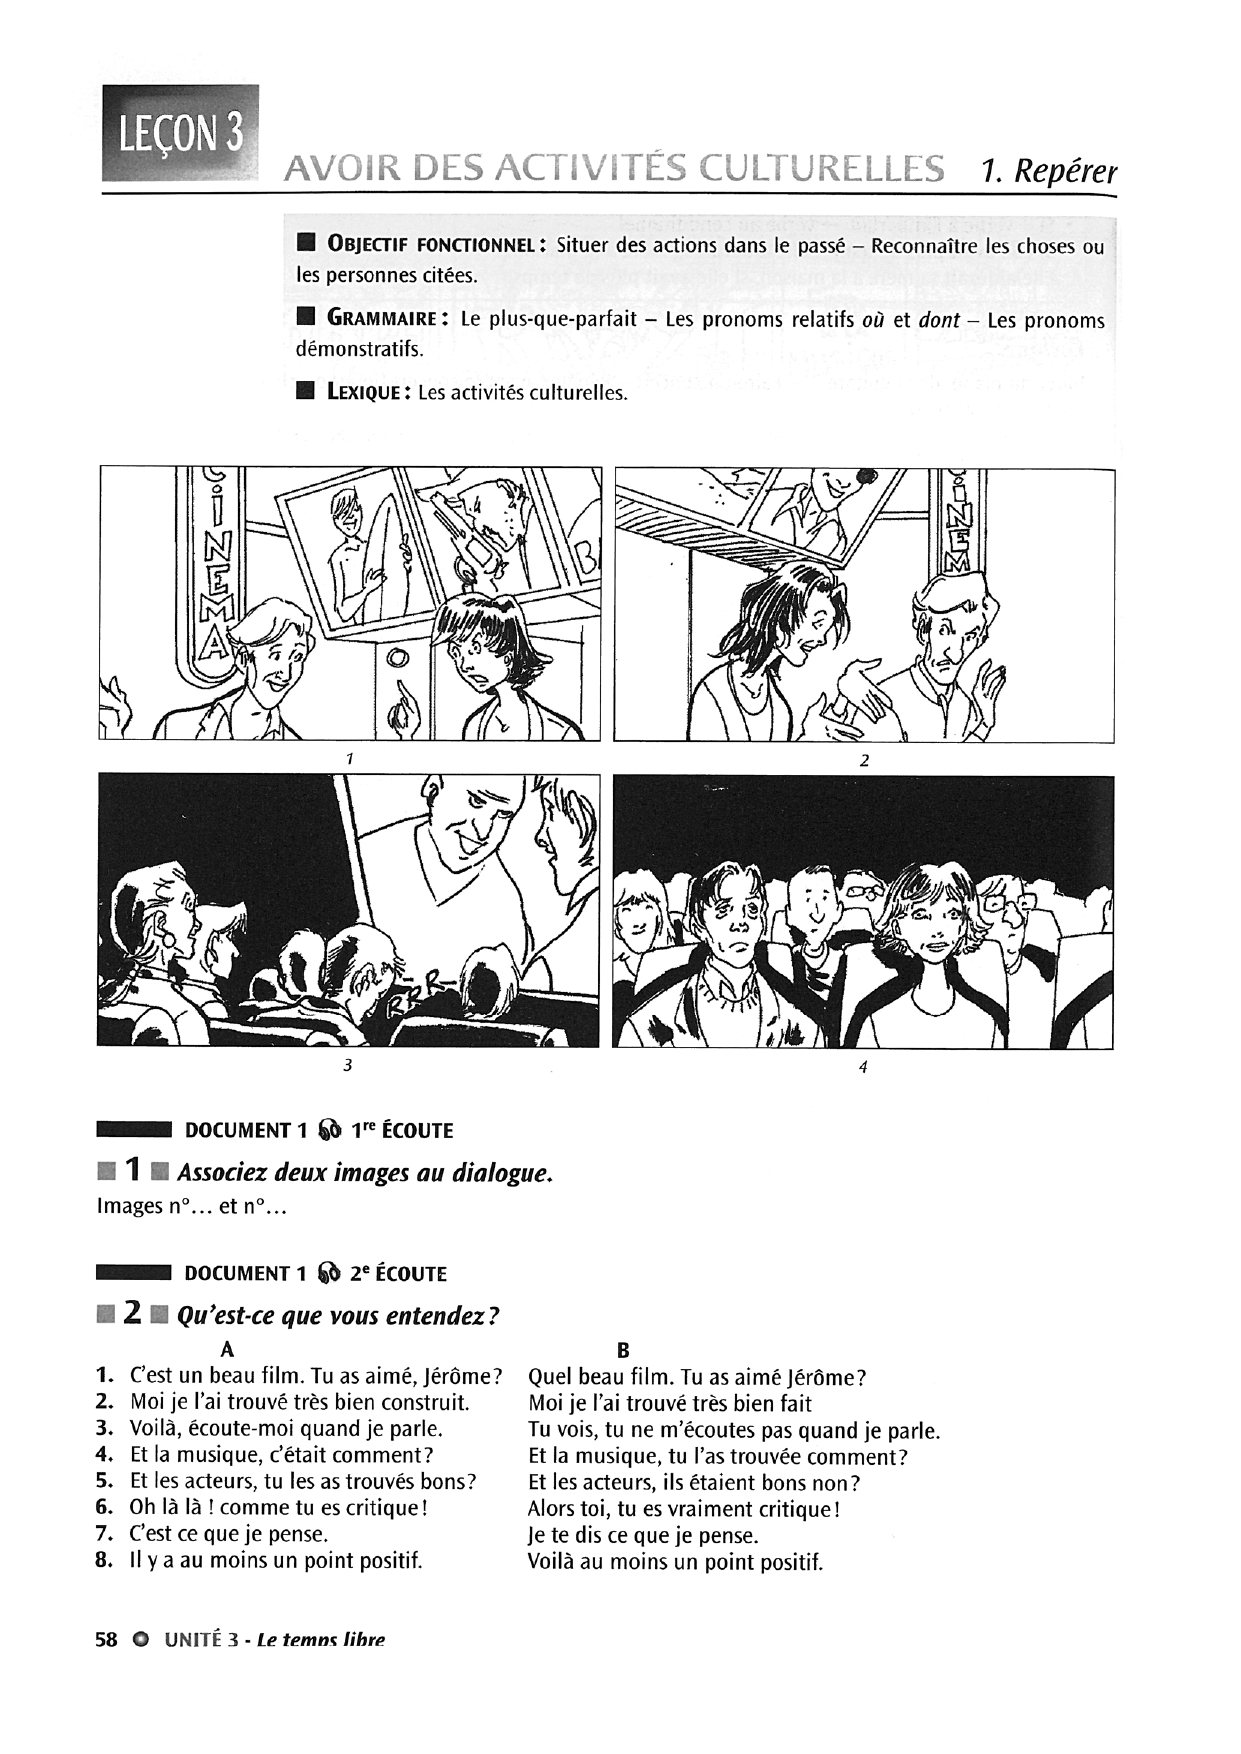 LEÇON 3
AVOIR DES ACTIVITÉS CULTURELLES 1. Repérer
■ OBJECTIF FONCTIONNEL : Situer des actions dans le passé – Reconnaître les choses ou
les personnes citées.
■ GRAMMAIRE : Le plus-que-parfait – Les pronoms relatifs où et dont – Les pronoms
démonstratifs.
■ LEXIQUE : Les activités culturelles.
CINEMA
B
CINEM
1
2
RRR
3
4
DOCUMENT 1 1re ÉCOUTE
■ 1 ■ Associez deux images au dialogue.
Images n°... et n°...
DOCUMENT 1 2e ÉCOUTE
■ 2 ■ Qu'est-ce que vous entendez ?
A B
1. C'est un beau film. Tu as aimé, Jérôme ? Quel beau film. Tu as aimé Jérôme ?
2. Moi je l'ai trouvé très bien construit. Moi je l'ai trouvé très bien fait
3. Voilà, écoute-moi quand je parle. Tu vois, tu ne m'écoutes pas quand je parle.
4. Et la musique, c'était comment ? Et la musique, tu l'as trouvée comment ?
5. Et les acteurs, tu les as trouvés bons ? Et les acteurs, ils étaient bons non ?
6. Oh là là ! comme tu es critique ! Alors toi, tu es vraiment critique !
7. C'est ce que je pense. Je te dis ce que je pense.
8. Il y a au moins un point positif. Voilà au moins un point positif.
58 UNITÉ 3 - Le temps libre